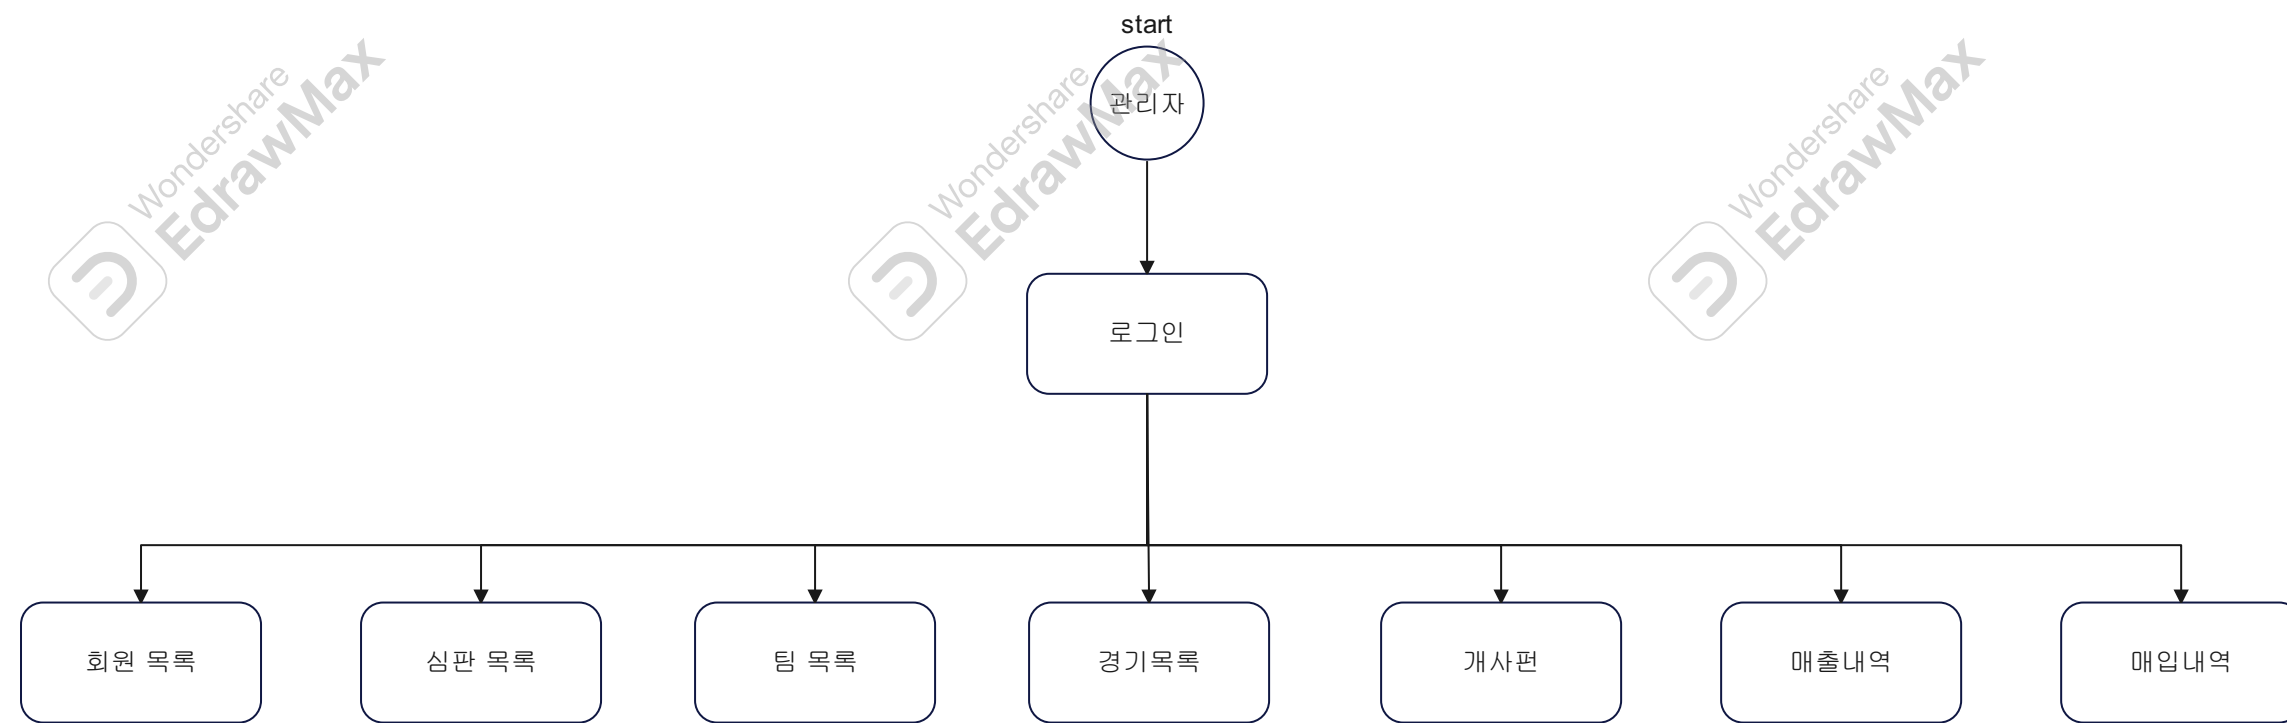 start
관리자
로그인
회원 목록
심판 목록
팀 목록
경기목록
개사펀
매출내역
매입내역
Wondershare
EdrawMax
Wondershare
EdrawMax
Wondershare
EdrawMax